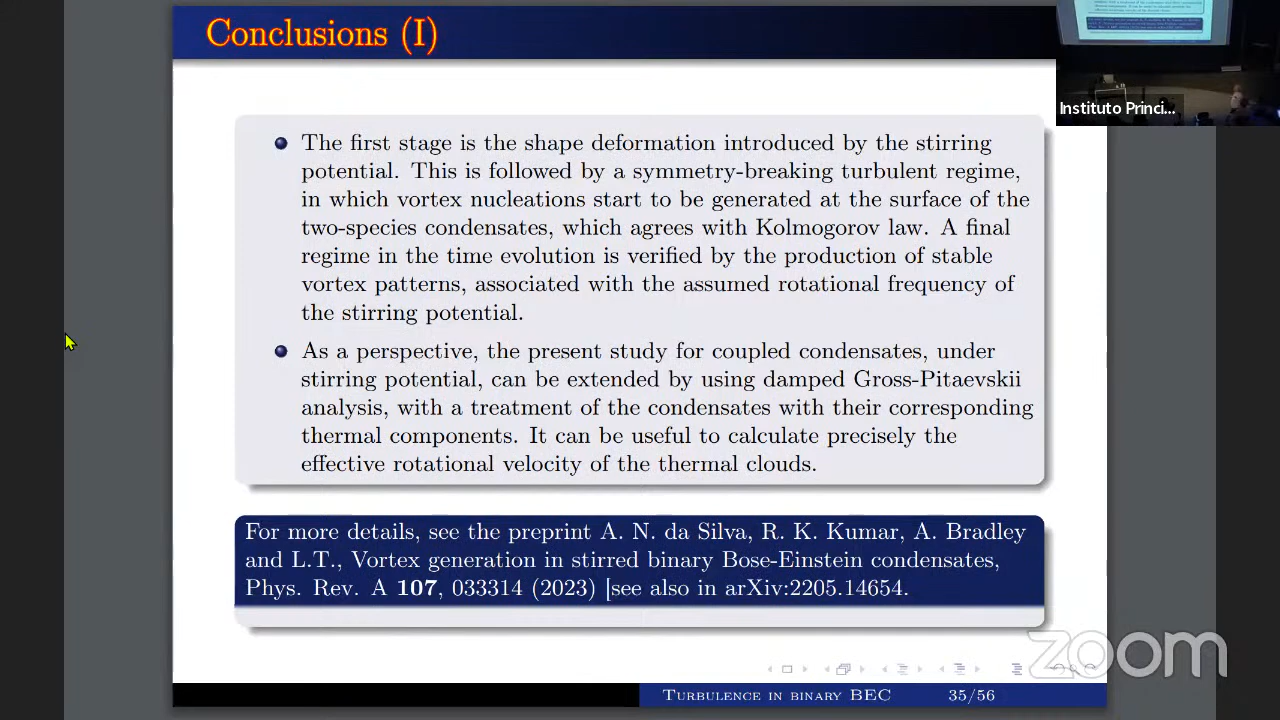 Conclusions (I)
Instituto Princi...
The first stage is the shape deformation introduced by the stirring
potential. This is followed by a symmetry-breaking turbulent regime,
in which vortex nucleations start to be generated at the surface of the
two-species condensates, which agrees with Kolmogorov law. A final
regime in the time evolution is verified by the production of stable
vortex patterns, associated with the assumed rotational frequency of
the stirring potential.
As a perspective, the present study for coupled condensates, under
stirring potential, can be extended by using damped Gross-Pitaevskii
analysis, with a treatment of the condensates with their corresponding
thermal components. It can be useful to calculate precisely the
effective rotational velocity of the thermal clouds.
For more details, see the preprint A. N. da Silva, R. K. Kumar, A. Bradley
and L.T., Vortex generation in stirred binary Bose-Einstein condensates,
Phys. Rev. A 107, 033314 (2023) [see also in arXiv:2205.14654.
zoom
TURBULENCE IN BINARY BEC 35/56